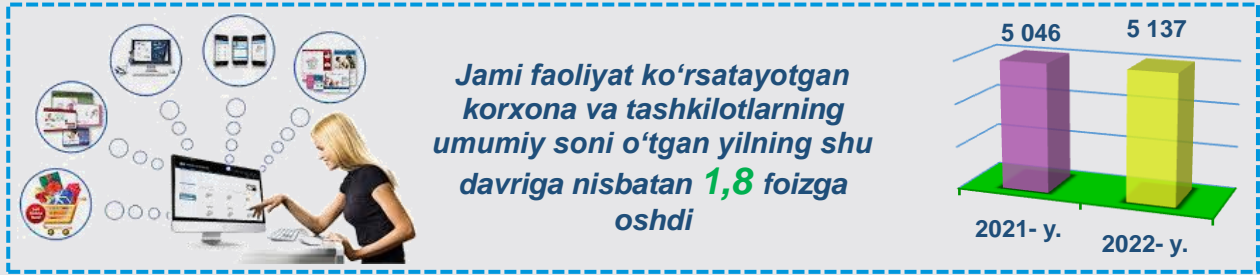 Jami faoliyat ko‘rsatayotgan
korxona va tashkilotlarning
umumiy soni o‘tgan yilning shu
davriga nisbatan 1,8 foizga
oshdi
5 046
5 137
2021- y.
2022- y.